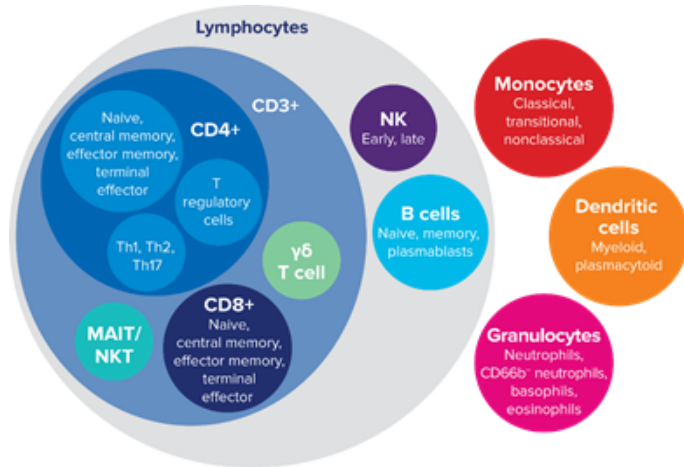 Lymphocytes
CD3+
CD4+
Naive,
central memory,
effector memory,
terminal
effector
T
regulatory
cells
Th1, Th2,
Th17
γδ
T cell
MAIT/
NKT
CD8+
Naive,
central memory,
effector memory,
terminal
effector
NK
Early, late
B cells
Naive, memory,
plasmablasts
Monocytes
Classical,
transitional,
nonclassical
Dendritic
cells
Myeloid,
plasmacytoid
Granulocytes
Neutrophils,
CD66b⁻ neutrophils,
basophils,
eosinophils